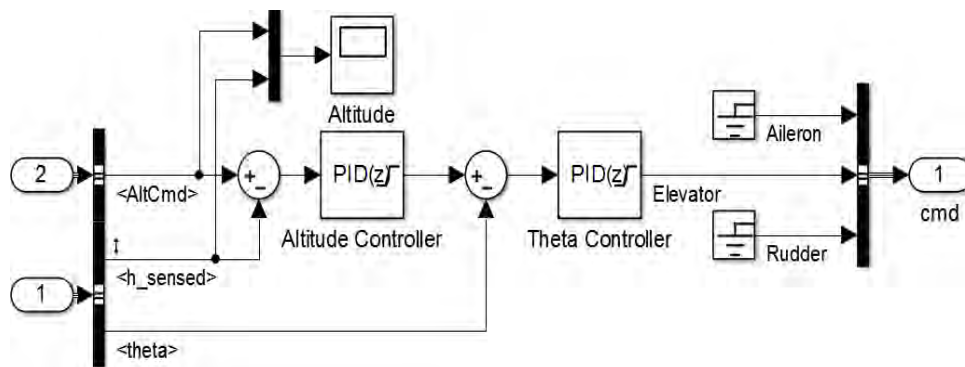 Altitude
2
<AltCmd>
+
−
PID(z)
Altitude Controller
+
−
PID(z)
Theta Controller
Elevator
Aileron
Rudder
1
cmd
<h_sensed>
1
<theta>